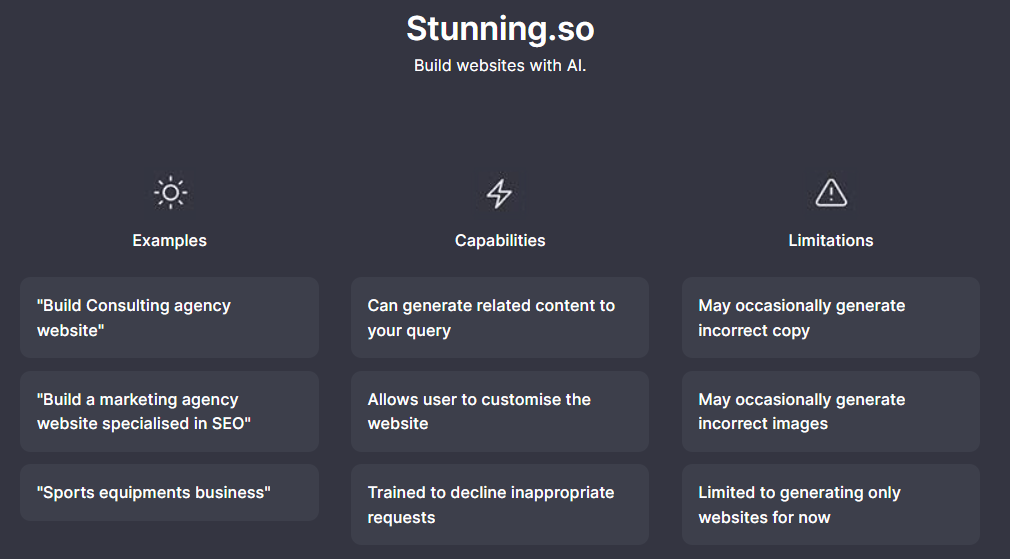 Stunning.so
Build websites with AI.
Examples
"Build Consulting agency
website"
"Build a marketing agency
website specialised in SEO"
"Sports equipments business"
Capabilities
Can generate related content to
your query
Allows user to customise the
website
Trained to decline inappropriate
requests
Limitations
May occasionally generate
incorrect copy
May occasionally generate
incorrect images
Limited to generating only
websites for now